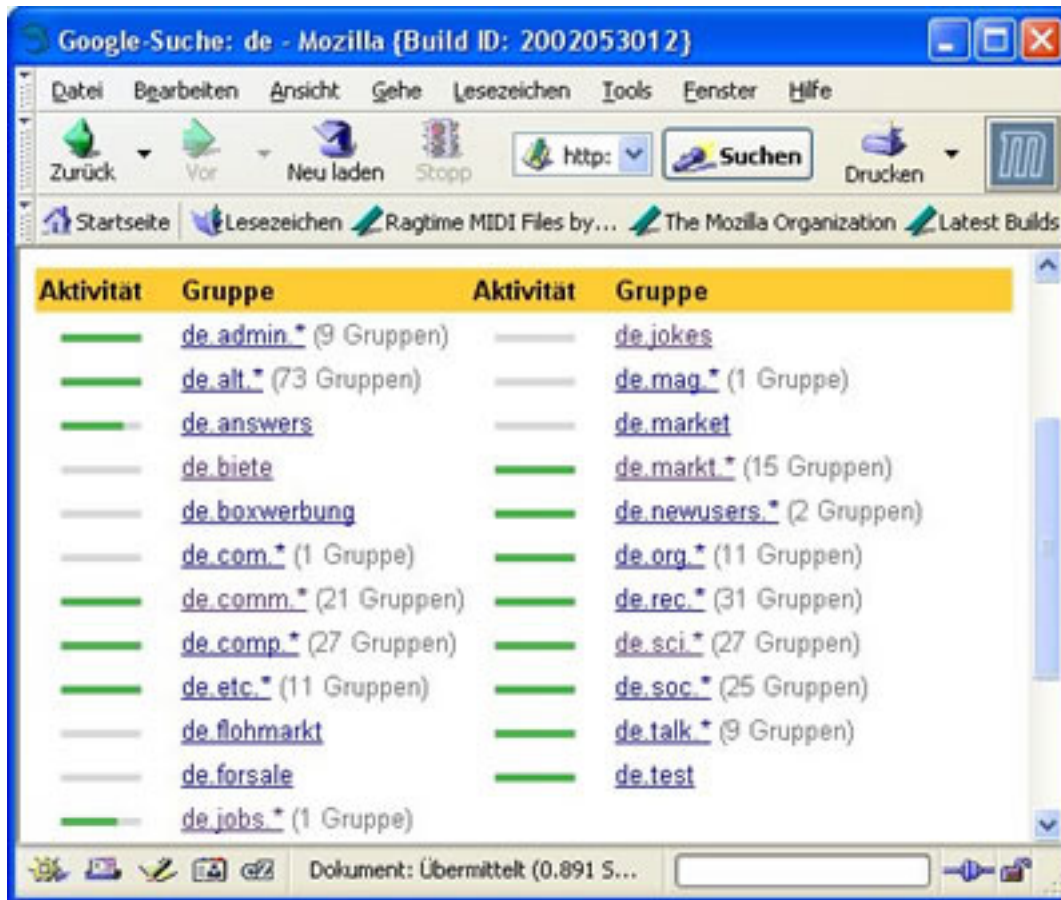 Google-Suche: de - Mozilla {Build ID: 2002053012}
Datei Bearbeiten Ansicht Gehe Lesezeichen Tools Fenster Hilfe
Zurück Vor Neu laden Stopp http: Suchen Drucken
Startseite Lesezeichen Ragtime MIDI Files by... The Mozilla Organization Latest Builds
Aktivität Gruppe Aktivität Gruppe
de.admin.* (9 Gruppen) de.jokes
de.alt.* (73 Gruppen) de.mag.* (1 Gruppe)
de.answers de.market
de.biete de.markt.* (15 Gruppen)
de.boxwerbung de.newusers.* (2 Gruppen)
de.com.* (1 Gruppe) de.org.* (11 Gruppen)
de.comm.* (21 Gruppen) de.rec.* (31 Gruppen)
de.comp.* (27 Gruppen) de.sci.* (27 Gruppen)
de.etc.* (11 Gruppen) de.soc.* (25 Gruppen)
de.flohmarkt de.talk.* (9 Gruppen)
de.forsale de.test
de.jobs.* (1 Gruppe)
Dokument: Übermittelt (0.891 S...